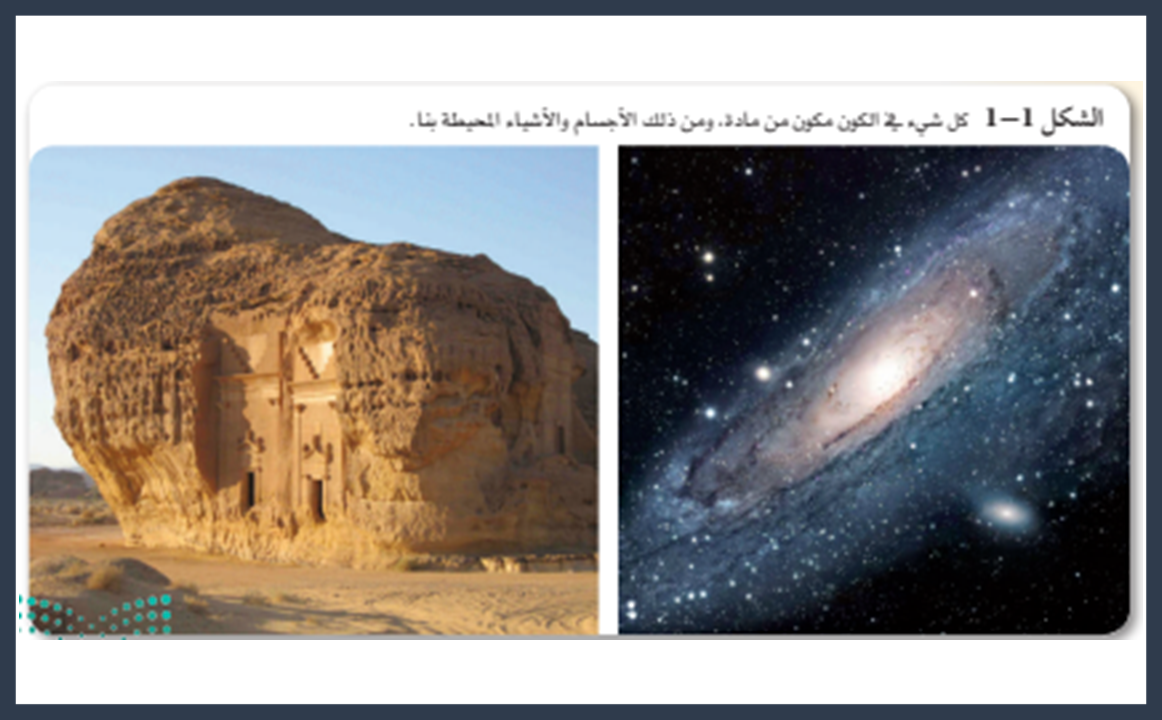 الشكل 1-1 كل شيء في الكون مكون من مادة، ومن ذلك الأجسام والأشياء المحيطة بنا.